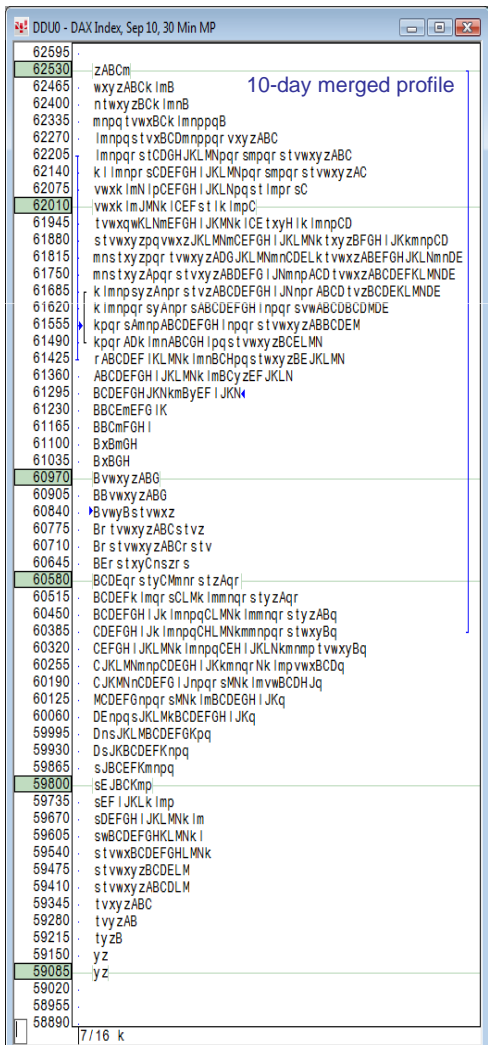 DDU0 - DAX Index, Sep 10, 30 Min MP
10-day merged profile
62595
62530 zABCm
62465 wxyzABCklmB
62400 ntwxyzBCklmnB
62335 mnpqtvwxBCklmnppqB
62270 lmnpqstvxBCDmnppqrvxyzABC
62205 lmnpqrstCDGHJKLMNpqrsmpqrstvwxyzABC
62140 kllmnprsCDEFGHIJKLMNpqrsmpqrstvwxyzAC
62075 vwxklmNlpCEFGHIJKLNpqstlmprsC
62010 vwxklmJMNklCEFstlklmpC
61945 tvwxqwKLNmEFGHIJKMNklCEtxyHlklmnpCD
61880 stvwxyzpqvwxzJKLMNmCEFGHIJKLMNktxyzBFGHIJKkmnpCD
61815 mnstxyzpqrtvwxyzADGJKLMNmnCDELktvwxzABEFGHJKLNmnDE
61750 mnstxyzApqrstvxyzABDEFGIJNmnpACDtvwxzABCDEFKLMNDE
61685 klmnpsyzAnprstvzABCDEFGHIJNnprABCDtvzBCDEKLMNDE
61620 klmnpqrsyAnprsABCDEFGHInpqrsvwABCDBCDMDE
61555 kpqrsAmnpABCDEFGHInpqrstvwxyzABBCDEM
61490 kpqrADklmnABCGHIpqstvwxyzBCELMN
61425 rABCDEFIKLMNklmnBCHpqstwxyzBEJKLMN
61360 ABCDEFGHIJKLMNklmBCyzEFJKLN
61295 BCDEFGHJKNkmByEFIJKN
61230 BBCEmEFGIK
61165 BBCmFGHI
61100 BxBmGH
61035 BxBGH
60970 BvwxyzABG
60905 BBvwxyzABG
60840 BvwyBstvwxz
60775 BrtvwxyzABCstvz
60710 BrstvwxyzABCrstv
60645 BErstxyCnszrs
60580 BCDEqrstyCMmnrstzAqr
60515 BCDEFklmqrsCLMklmmnqrstyzAqr
60450 BCDEFGHIJklmnpqCLMNklmmnqrstyzABq
60385 CDEFGHIJklmnpqCHLMNkmmnpqrstwxyBq
60320 CEFGHIJKLMNklmnpqCEHIJKLNkmnmptvwxyBq
60255 CJKLMNmnpCDEGHIJKkmnqrNklmpvwxBCDq
60190 CJKMNnCDEFGIJnpqrsMNklmvwBCDHJq
60125 MCDEFGnpqrsMNklmBCDEGHIJKq
60060 DEnpqsJKLMkBCDEFGHIJKq
59995 DnsJKLMBCDEFGKpq
59930 DsJKBCDEFKnpq
59865 sJBCEFKmnpq
59800 sEJBCKmp
59735 sEFIJKLklmp
59670 sDEFGHIJKLMNklm
59605 swBCDEFGHKLMNkl
59540 stvwxBCDEFGHLMNk
59475 stvwxyzBCDELM
59410 stvwxyzABCDLM
59345 tvxyzABC
59280 tvyzAB
59215 tyzB
59150 yz
59085 yz
59020
58955
58890
7/16 k